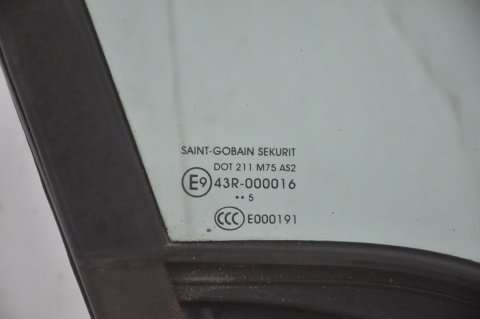 SAINT-GOBAIN SEKURIT
DOT 211 M75 AS2
E9 43R-000016
•• 5
CCC E000191